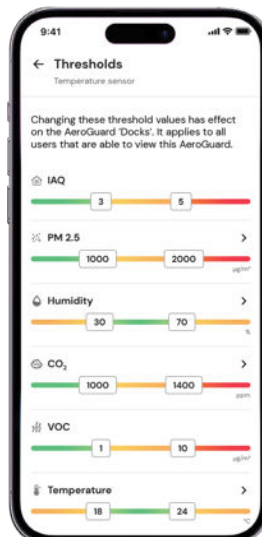 9:41
Thresholds
Temperature sensor
Changing these threshold values has effect
on the AeroGuard ‘Docks’. It applies to all
users that are able to view this AeroGuard.
IAQ
3 5
PM 2.5
1000 2000
µg/m³
Humidity
30 70
%
CO₂
1000 1400
ppm
VOC
1 10
µg/m³
Temperature
18 24
°C